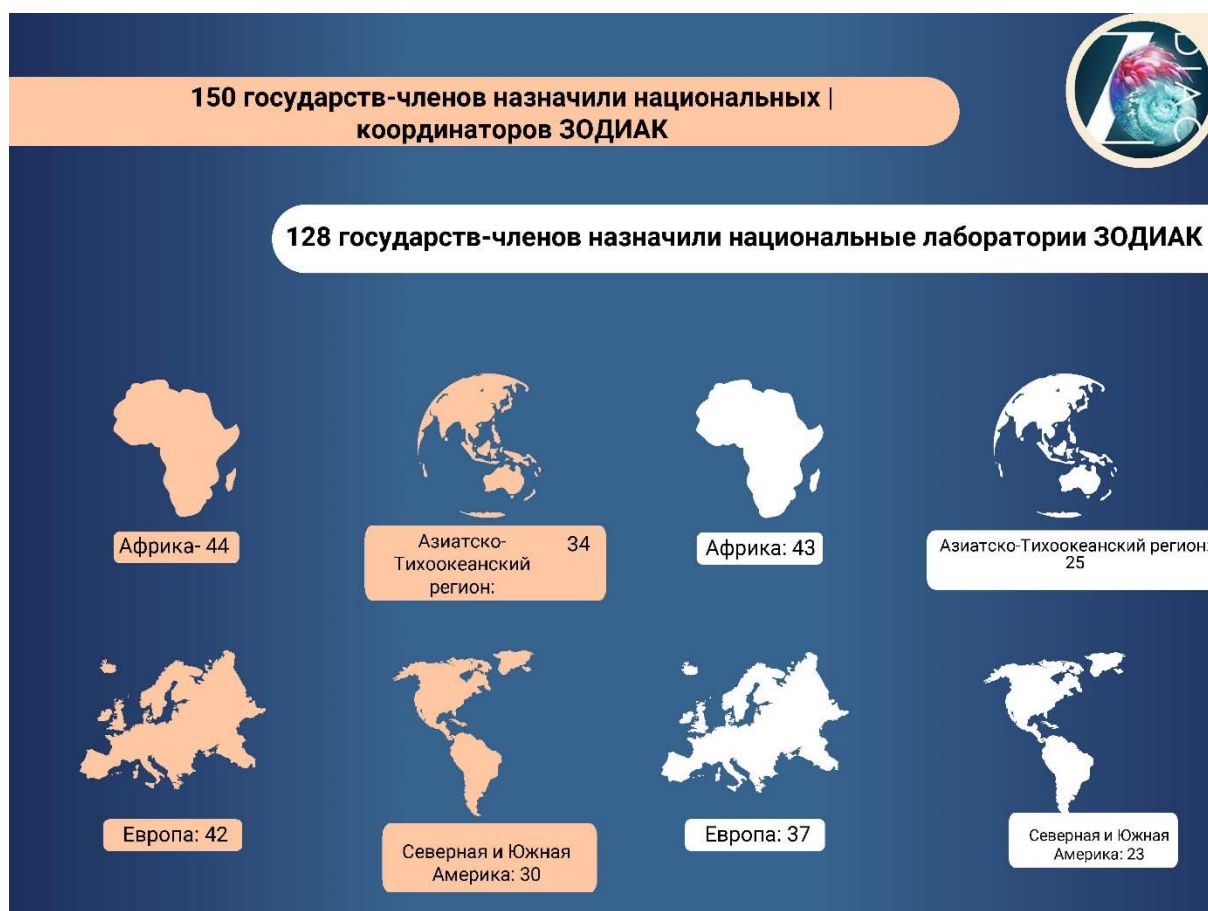 150 государств-членов назначили национальных |
координаторов ЗОДИАК
DIAC
128 государств-членов назначили национальные лаборатории ЗОДИАК
Африка- 44
Азиатско- 34
Тихоокеанский
регион:
Африка: 43
Азиатско-Тихоокеанский регион:
25
Европа: 42
Северная и Южная
Америка: 30
Европа: 37
Северная и Южная
Америка: 23